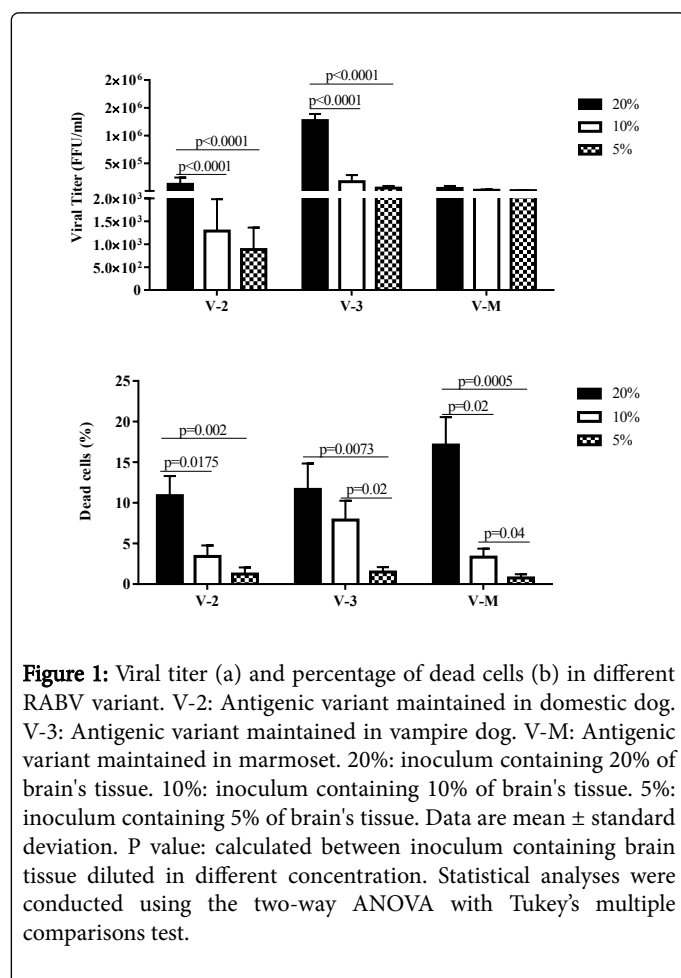 2×10⁶
p<0.0001
2×10⁶
p<0.0001
20%
10%
1×10⁶
p<0.0001
5%
5×10⁵
p<0.0001
Viral Titer (FFU/ml)
2.0×10³
1.5×10³
1.0×10³
5.0×10²
0
V-2 V-3 V-M
25
20%
p=0.0005
20
10%
p=0.02
5%
p=0.002
p=0.0073
15
p=0.0175
p=0.02
Dead cells (%)
10
p=0.04
5
0
V-2 V-3 V-M
Figure 1: Viral titer (a) and percentage of dead cells (b) in different
RABV variant. V-2: Antigenic variant maintained in domestic dog.
V-3: Antigenic variant maintained in vampire dog. V-M: Antigenic
variant maintained in marmoset. 20%: inoculum containing 20% of
brain's tissue. 10%: inoculum containing 10% of brain's tissue. 5%:
inoculum containing 5% of brain's tissue. Data are mean ± standard
deviation. P value: calculated between inoculum containing brain
tissue diluted in different concentration. Statistical analyses were
conducted using the two-way ANOVA with Tukey’s multiple
comparisons test.